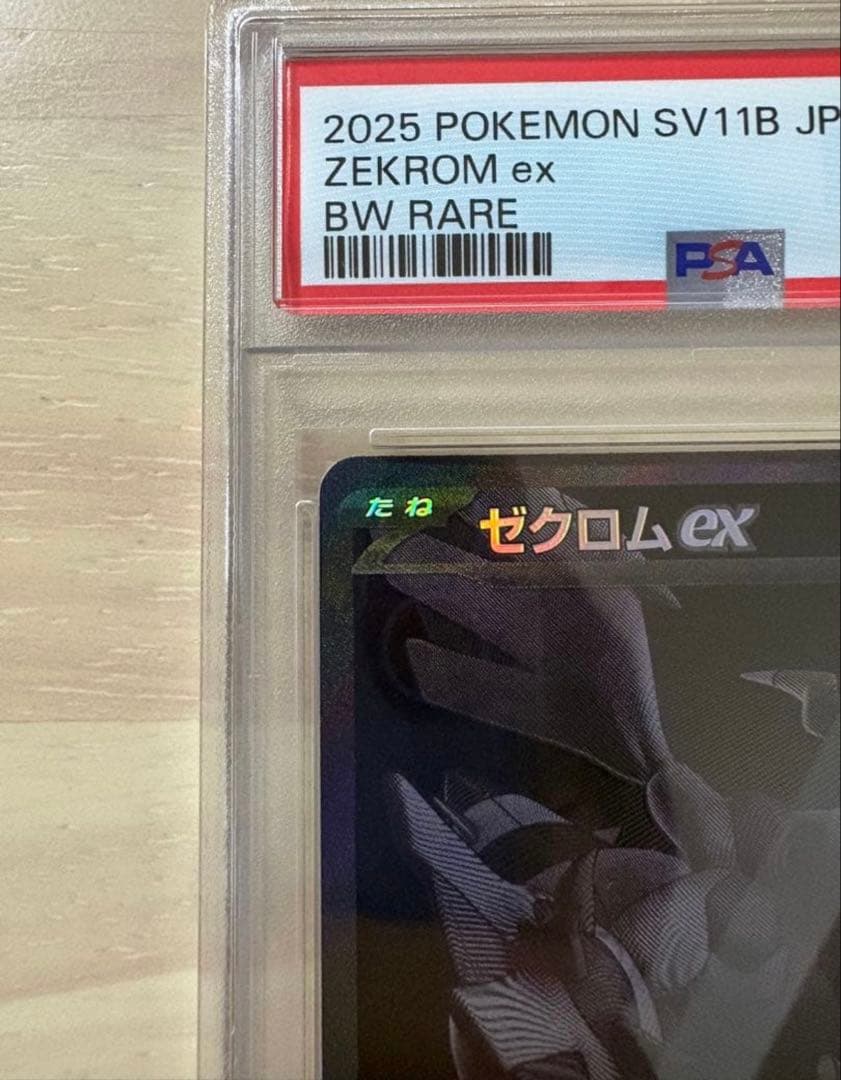 2025 POKEMON SV11B JP
ZEKROM ex
BW RARE
PSA
たね
ゼクロムex